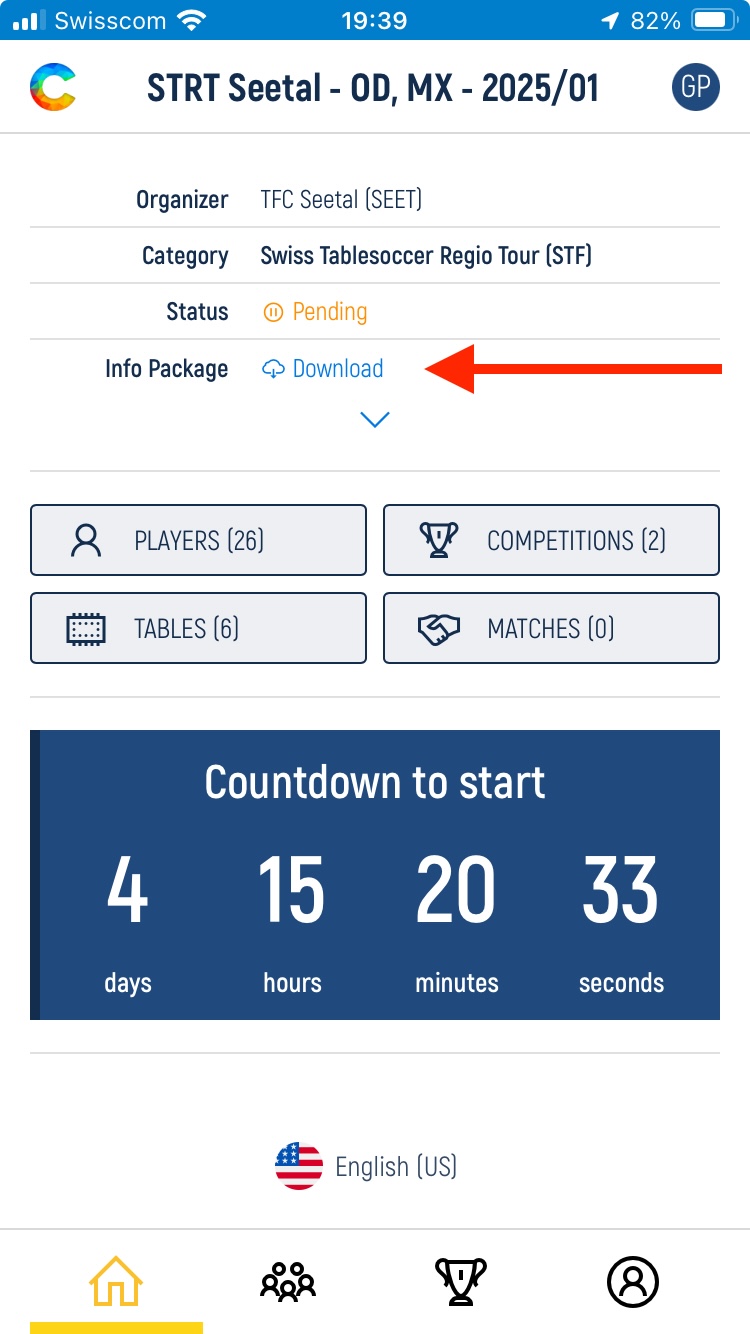 Swisscom 19:39 82%
STRT Seetal - OD, MX - 2025/01 GP
Organizer TFC Seetal (SEET)
Category Swiss Tablesoccer Regio Tour (STF)
Status Pending
Info Package Download
PLAYERS (26) COMPETITIONS (2)
TABLES (6) MATCHES (0)
Countdown to start
4 15 20 33
days hours minutes seconds
English (US)